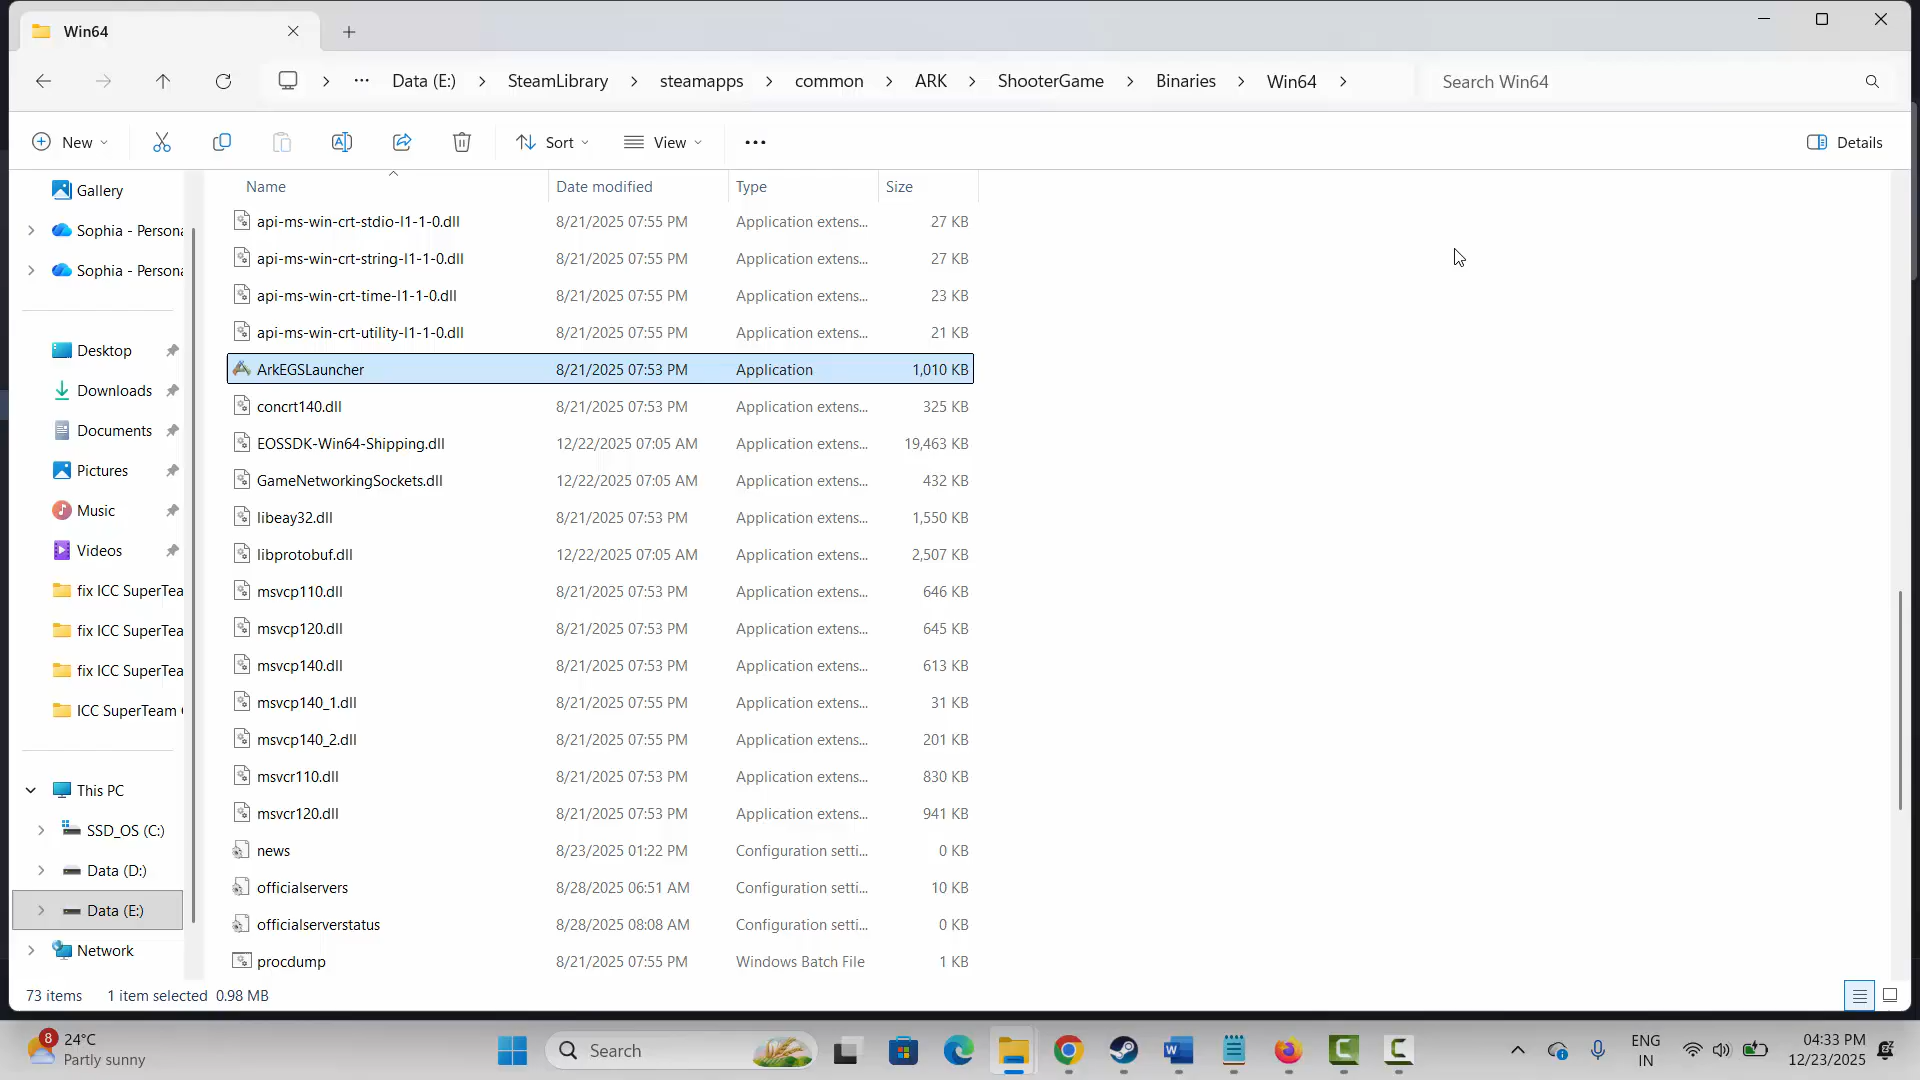 Win64
Data (E:) SteamLibrary steamapps common ARK ShooterGame Binaries Win64 Search Win64
New Sort View Details
Name Date modified Type Size
Gallery
Sophia - Persona
Sophia - Persona
Desktop
Downloads
Documents
Pictures
Music
Videos
fix ICC SuperTea
fix ICC SuperTea
fix ICC SuperTea
ICC SuperTeam
This PC
SSD_OS (C:)
Data (D:)
Data (E:)
Network
api-ms-win-crt-stdio-l1-1-0.dll 8/21/2025 07:55 PM Application extens... 27 KB
api-ms-win-crt-string-l1-1-0.dll 8/21/2025 07:55 PM Application extens... 27 KB
api-ms-win-crt-time-l1-1-0.dll 8/21/2025 07:55 PM Application extens... 23 KB
api-ms-win-crt-utility-l1-1-0.dll 8/21/2025 07:55 PM Application extens... 21 KB
ArkEGSLauncher 8/21/2025 07:53 PM Application 1,010 KB
concrt140.dll 8/21/2025 07:53 PM Application extens... 325 KB
EOSSDK-Win64-Shipping.dll 12/22/2025 07:05 AM Application extens... 19,463 KB
GameNetworkingSockets.dll 12/22/2025 07:05 AM Application extens... 432 KB
libeay32.dll 8/21/2025 07:53 PM Application extens... 1,550 KB
libprotobuf.dll 12/22/2025 07:05 AM Application extens... 2,507 KB
msvcp110.dll 8/21/2025 07:53 PM Application extens... 646 KB
msvcp120.dll 8/21/2025 07:53 PM Application extens... 645 KB
msvcp140.dll 8/21/2025 07:53 PM Application extens... 613 KB
msvcp140_1.dll 8/21/2025 07:55 PM Application extens... 31 KB
msvcp140_2.dll 8/21/2025 07:55 PM Application extens... 201 KB
msvcr110.dll 8/21/2025 07:53 PM Application extens... 830 KB
msvcr120.dll 8/21/2025 07:53 PM Application extens... 941 KB
news 8/23/2025 01:22 PM Configuration setti... 0 KB
officialservers 8/28/2025 06:51 AM Configuration setti... 10 KB
officialserverstatus 8/28/2025 08:08 AM Configuration setti... 0 KB
procdump 8/21/2025 07:55 PM Windows Batch File 1 KB
73 items 1 item selected 0.98 MB
8
24°C
Partly sunny
Search
ENG
IN
04:33 PM
12/23/2025